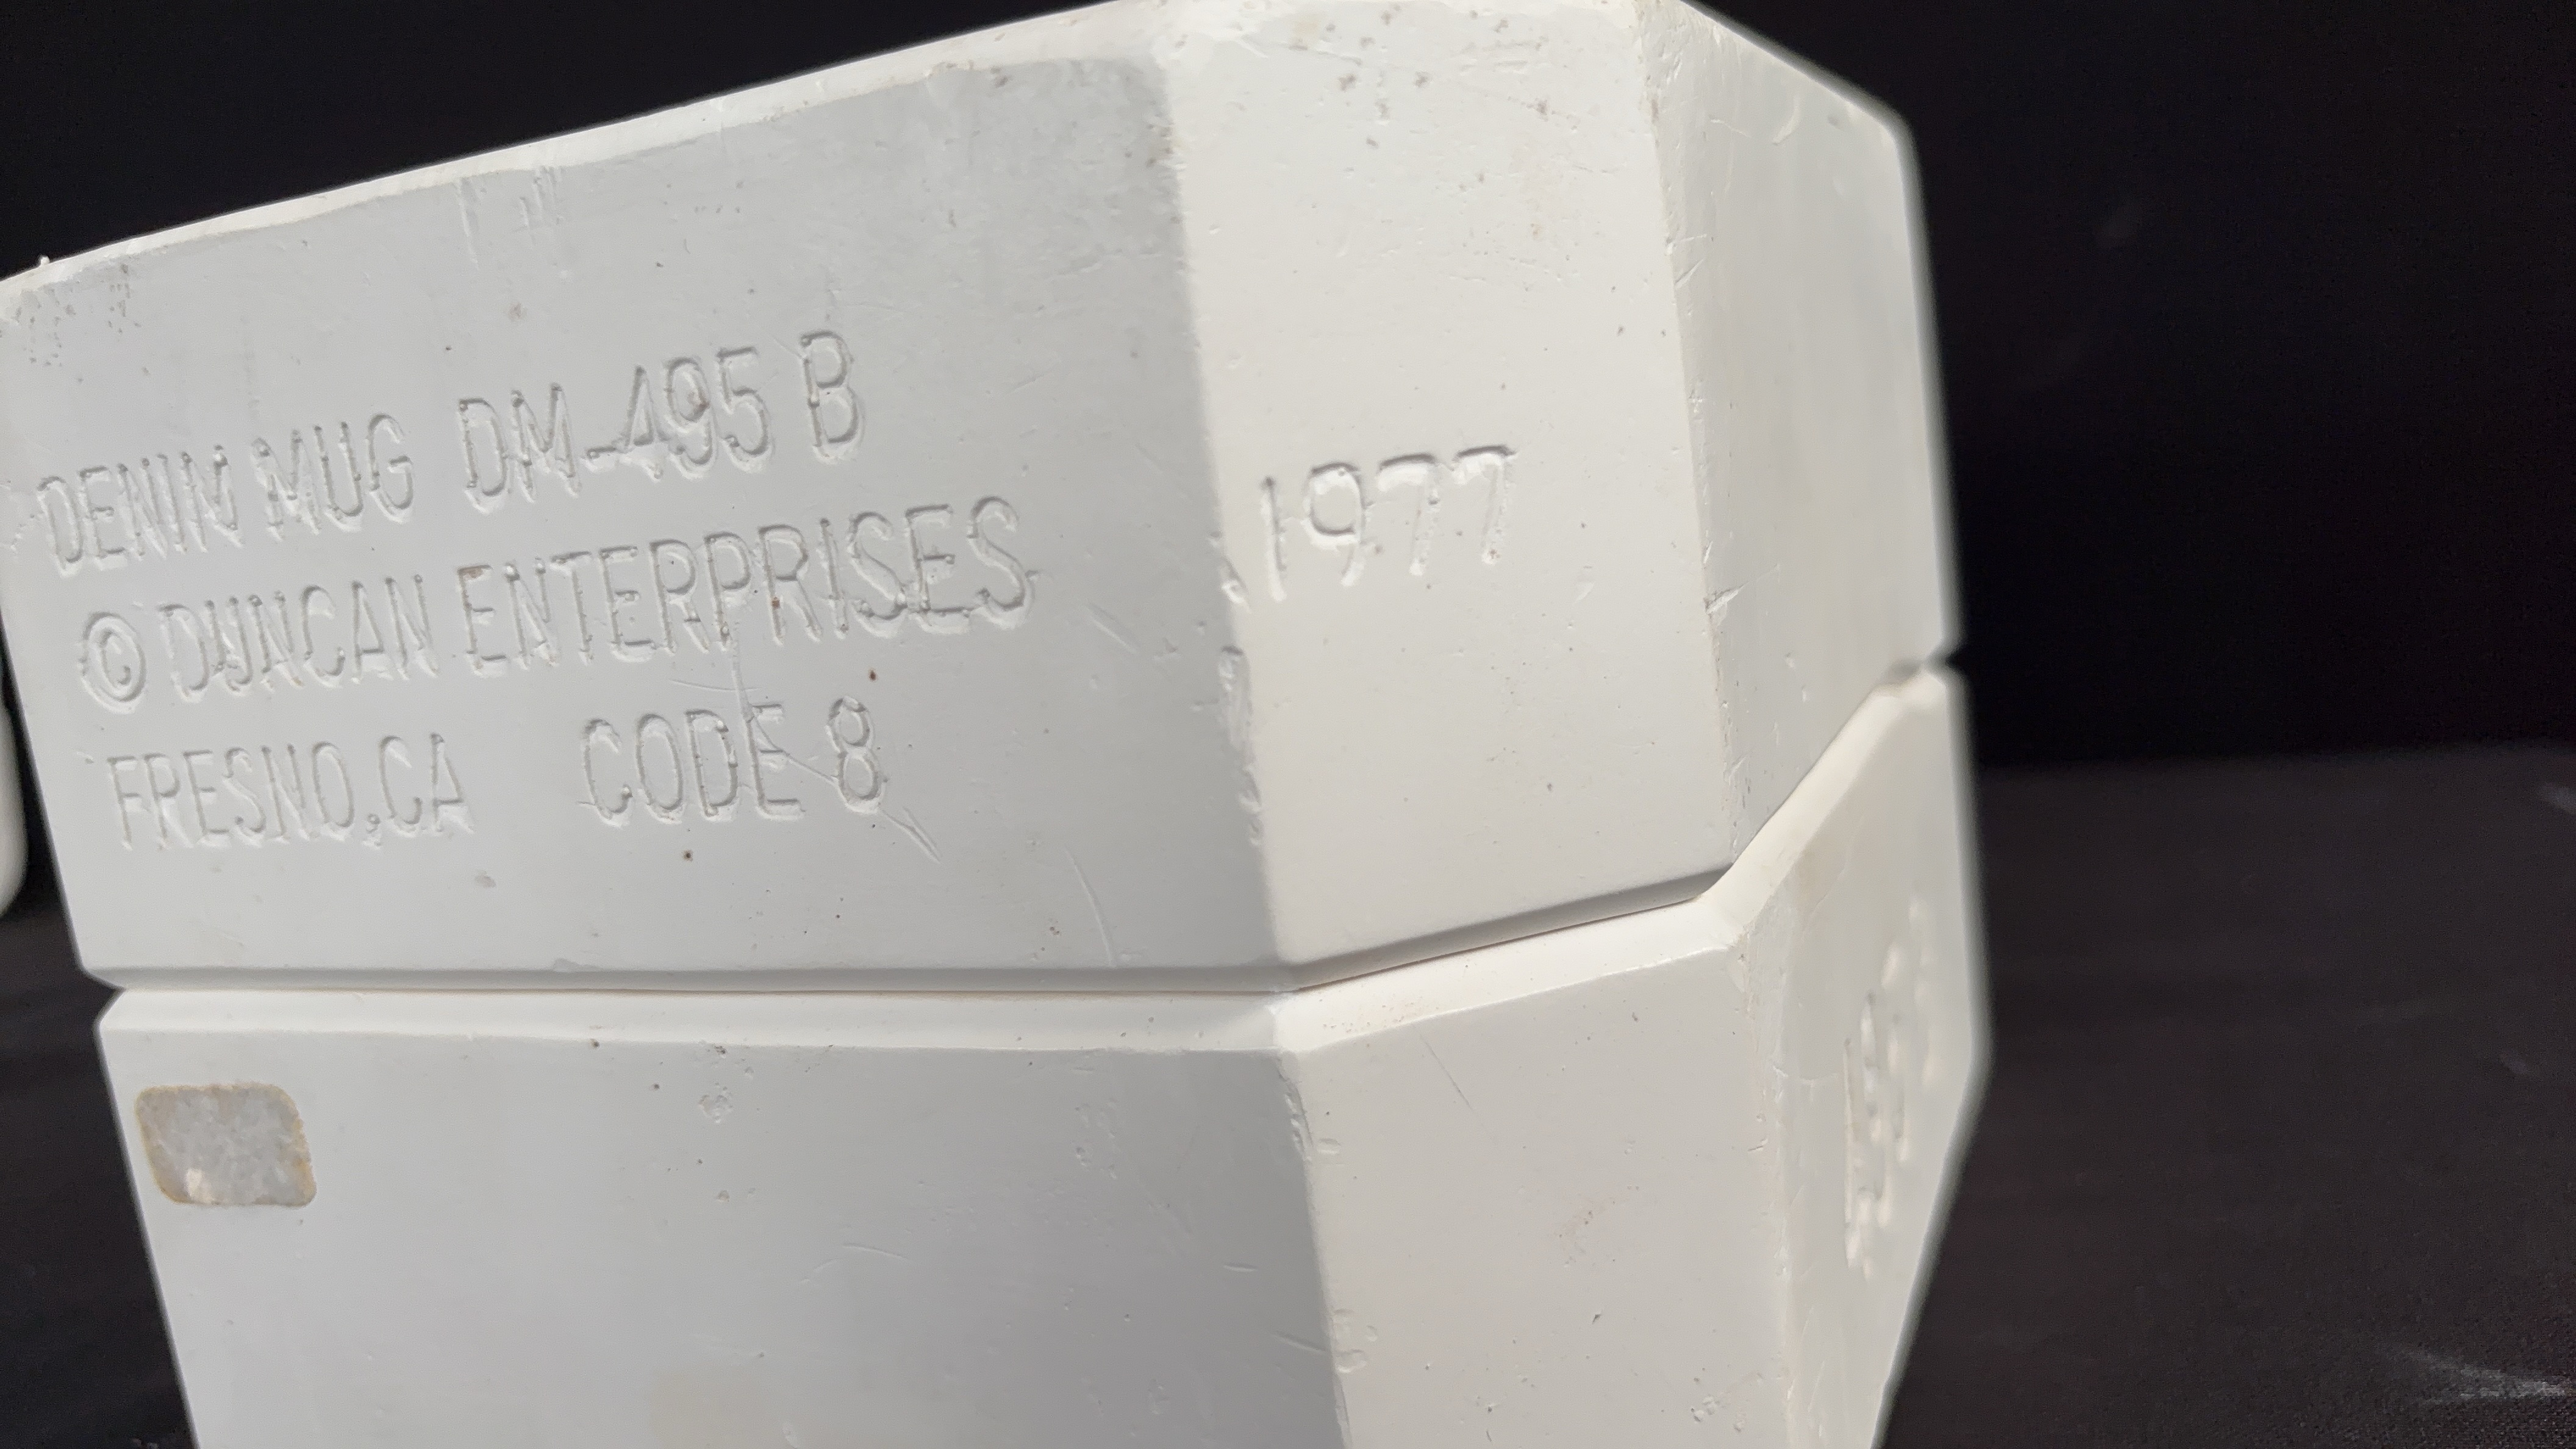 DENIM MUG DM-495 B
© DUNCAN ENTERPRISES
FRESNO, CA CODE 8
1977